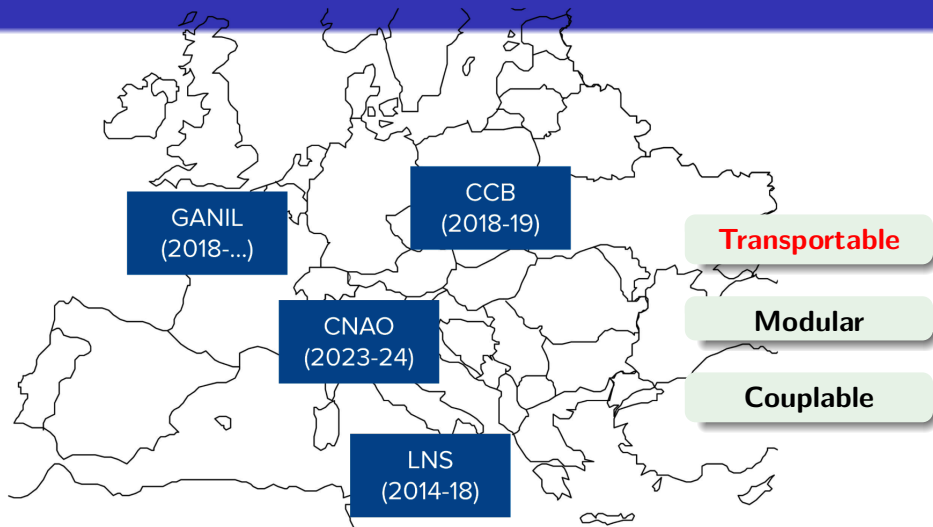 GANIL
(2018-...)
CCB
(2018-19)
CNAO
(2023-24)
LNS
(2014-18)
Transportable
Modular
Couplable